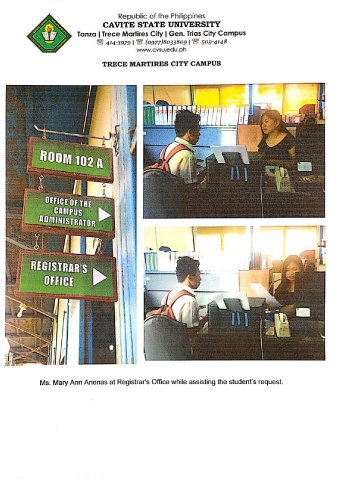 Republic of the Philippines
CAVITE STATE UNIVERSITY
Tanza | Trece Martires City | Gen. Trias City Campus
☏ 414-3979 | ☏ (0977)8033809 | ☏ 509-4148
www.cvsu.edu.ph
TRECE MARTIRES CITY CAMPUS
ROOM 102 A
OFFICE OF THE
CAMPUS
ADMINISTRATOR
REGISTRAR'S
OFFICE
Ms. Mary Ann Anonas at Registrar's Office while assisting the student's request.